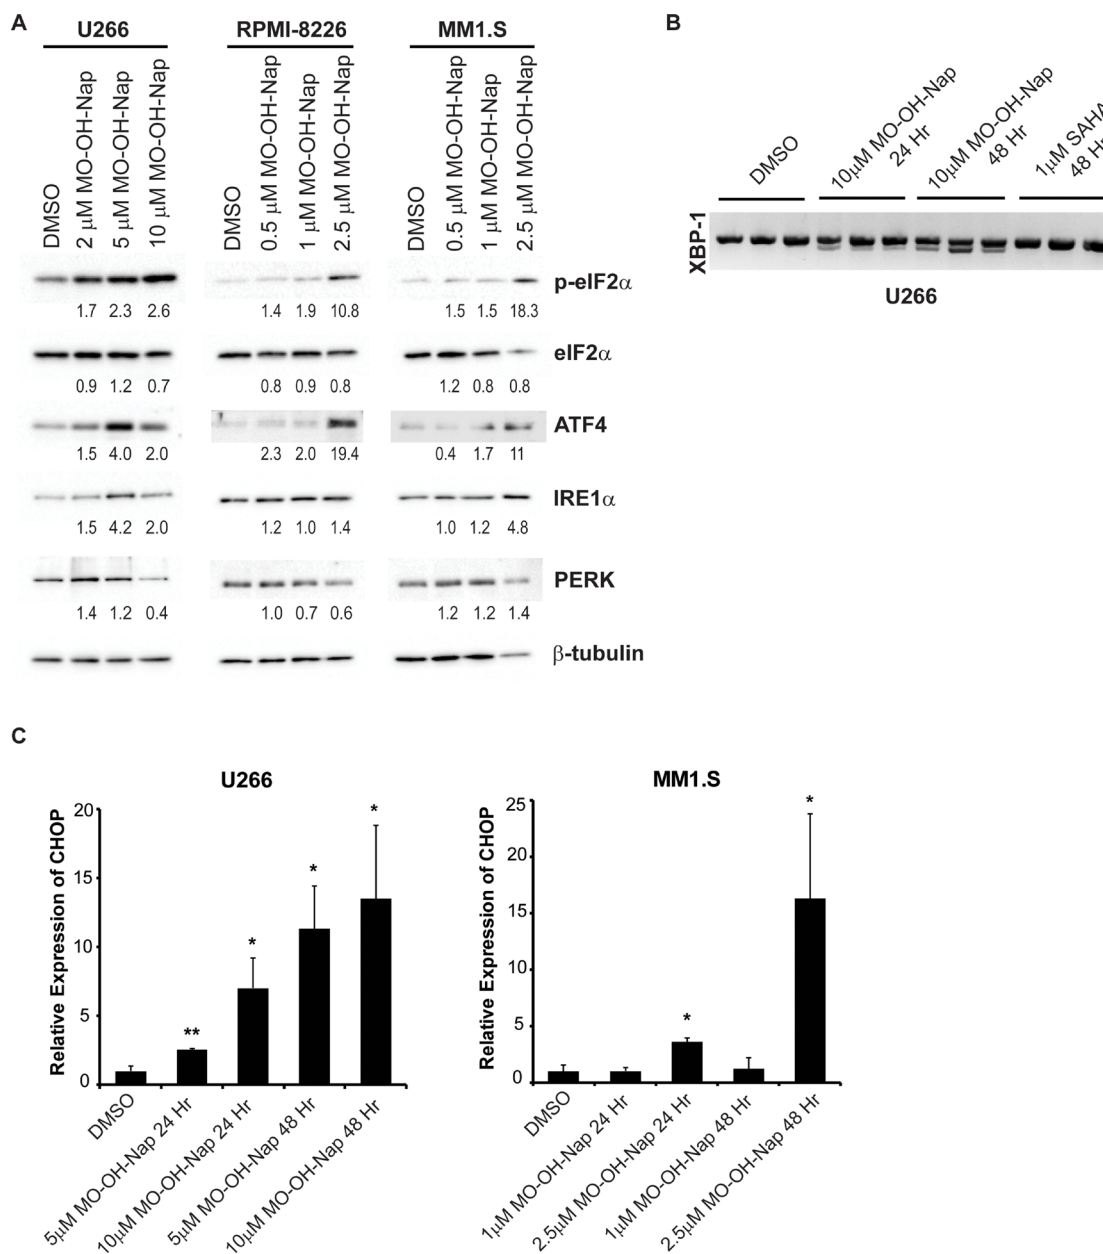 A
U266
RPMI-8226
MM1.S
DMSO
2 μM MO-OH-Nap
5 μM MO-OH-Nap
10 μM MO-OH-Nap
DMSO
0.5 μM MO-OH-Nap
1 μM MO-OH-Nap
2.5 μM MO-OH-Nap
DMSO
0.5 μM MO-OH-Nap
1 μM MO-OH-Nap
2.5 μM MO-OH-Nap
p-eIF2α
1.7 2.3 2.6 1.4 1.9 10.8 1.5 1.5 18.3
eIF2α
0.9 1.2 0.7 0.8 0.9 0.8 1.2 0.8 0.8
ATF4
1.5 4.0 2.0 2.3 2.0 19.4 0.4 1.7 11
IRE1α
1.5 4.2 2.0 1.2 1.0 1.4 1.0 1.2 4.8
PERK
1.4 1.2 0.4 1.0 0.7 0.6 1.2 1.2 1.4
β-tubulin
B
DMSO
10μM MO-OH-Nap
24 Hr
10μM MO-OH-Nap
48 Hr
1μM SAHA
48 Hr
XBP-1
U266
C
U266
Relative Expression of CHOP
20
15
10
5
0
**
*
*
*
DMSO
5μM MO-OH-Nap 24 Hr
10μM MO-OH-Nap 24 Hr
5μM MO-OH-Nap 48 Hr
10μM MO-OH-Nap 48 Hr
MM1.S
Relative Expression of CHOP
25
20
15
10
5
0
*
*
DMSO
1μM MO-OH-Nap 24 Hr
2.5μM MO-OH-Nap 24 Hr
1μM MO-OH-Nap 48 Hr
2.5μM MO-OH-Nap 48 Hr